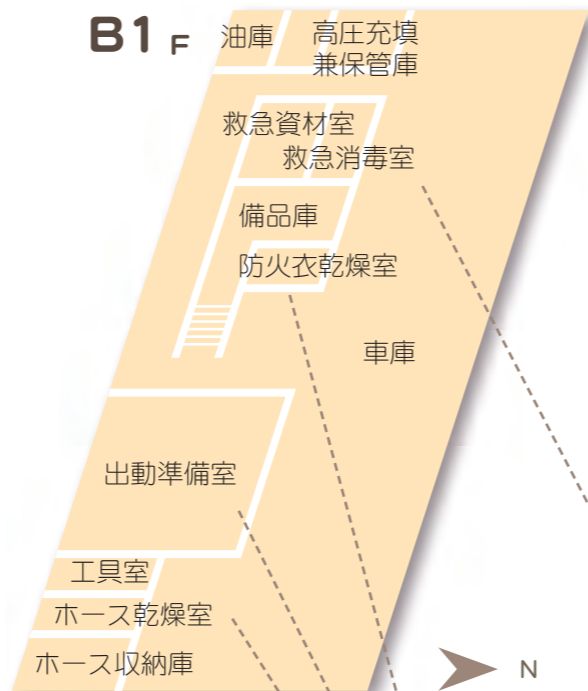 B1F
油庫
高圧充填
兼保管庫
救急資材室
救急消毒室
備品庫
防火衣乾燥室
車庫
出動準備室
工具室
ホース乾燥室
ホース収納庫
N